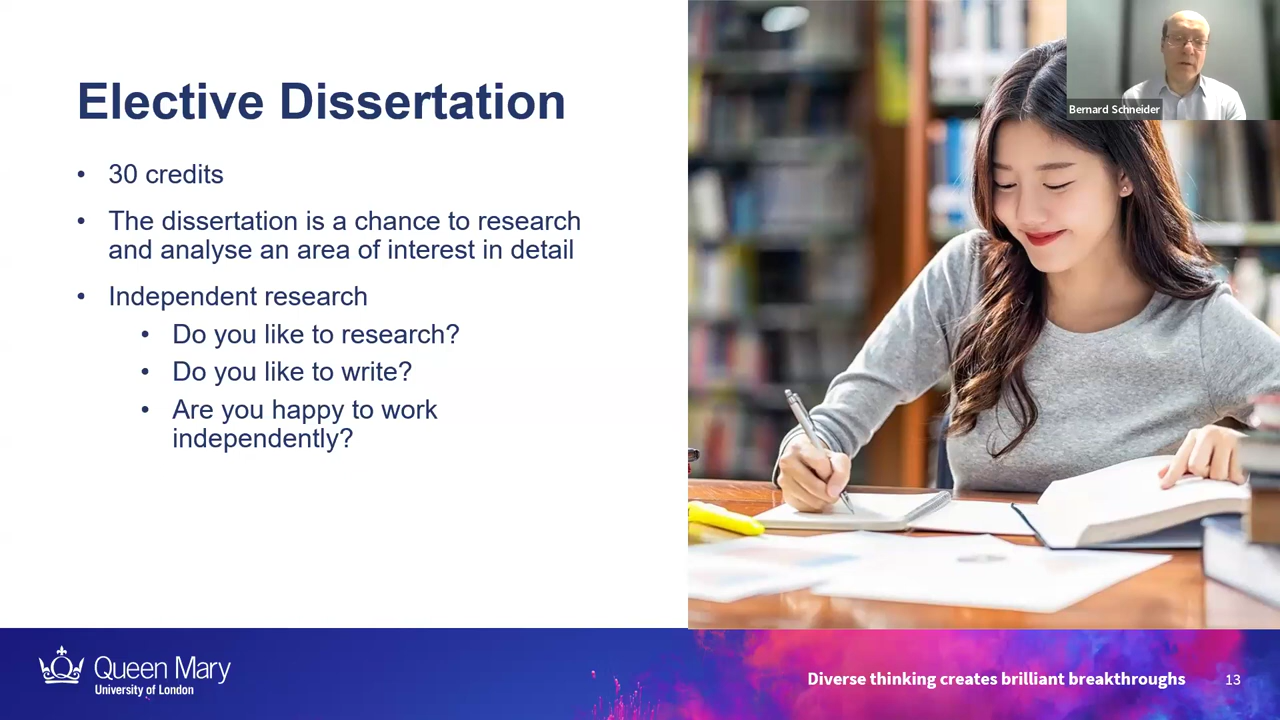 Elective Dissertation
• 30 credits
• The dissertation is a chance to research
and analyse an area of interest in detail
• Independent research
• Do you like to research?
• Do you like to write?
• Are you happy to work
independently?
Bernard Schneider
Queen Mary
University of London
Diverse thinking creates brilliant breakthroughs
13